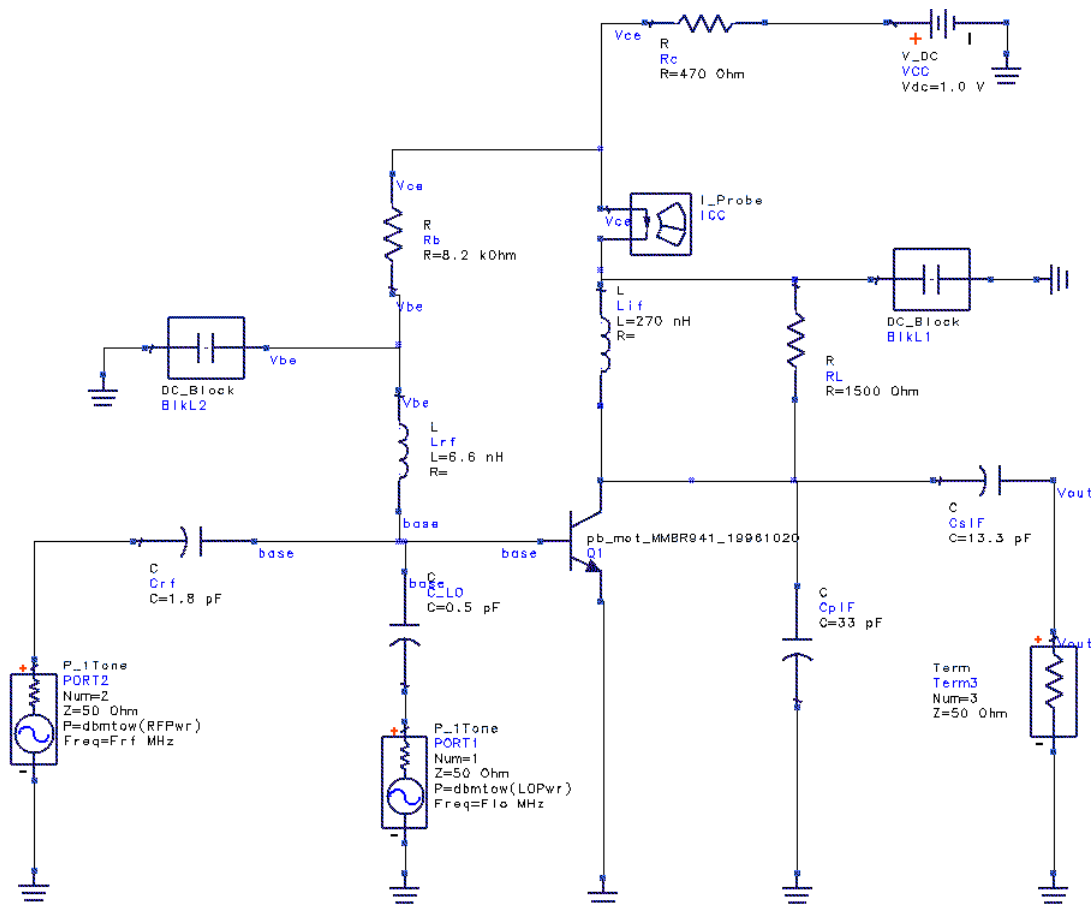 Vce
R
Rc
R=470 Ohm
+
V_DC
VCC
Vdc=1.0 V
Vce
R
Rb
R=8.2 kOhm
Vbe
Vce
I_Probe
ICC
DC_Block
BlkL2
Vbe
Vbe
L
Lrf
L=6.6 nH
R=
base
L
Lif
L=270 nH
R=
R
RL
R=1500 Ohm
DC_Block
BlkL1
C
Crf
C=1.8 pF
base
base
C
C_LO
C=0.5 pF
base
pb_mot_MMBR941_19961020
Q1
C
CpIF
C=33 pF
C
CsIF
C=13.3 pF
Vout
+
P_1Tone
PORT2
Num=2
Z=50 Ohm
P=dbmtow(RFPwr)
Freq=Frf MHz
-
+
P_1Tone
PORT1
Num=1
Z=50 Ohm
P=dbmtow(LOPwr)
Freq=Flo MHz
-
+
Vout
Term
Term3
Num=3
Z=50 Ohm
-